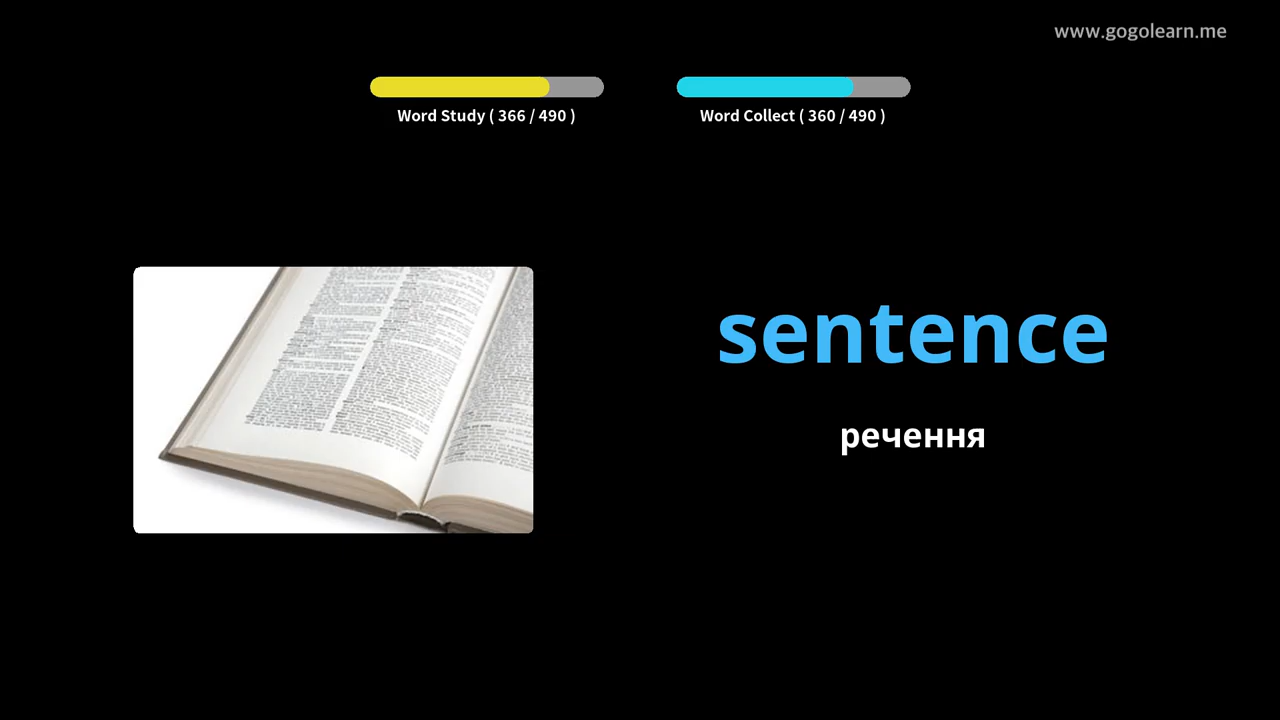 www.gogolearn.me
Word Study ( 366 / 490 )
Word Collect ( 360 / 490 )
sentence
речення